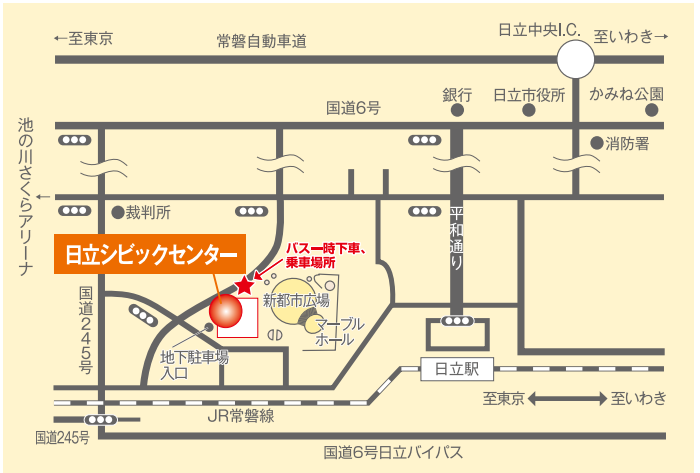 ←至東京
常磐自動車道
日立中央I.C.
至いわき→
国道6号
銀行
日立市役所
かみね公園
消防署
池の川さくらアリーナ
裁判所
平和通り
日立シビックセンター
バス一時下車、
乗車場所
新都市広場
マーブル
ホール
国道245号
地下駐車場
入口
日立駅
JR常磐線
至東京
至いわき
国道245号
国道6号日立バイパス